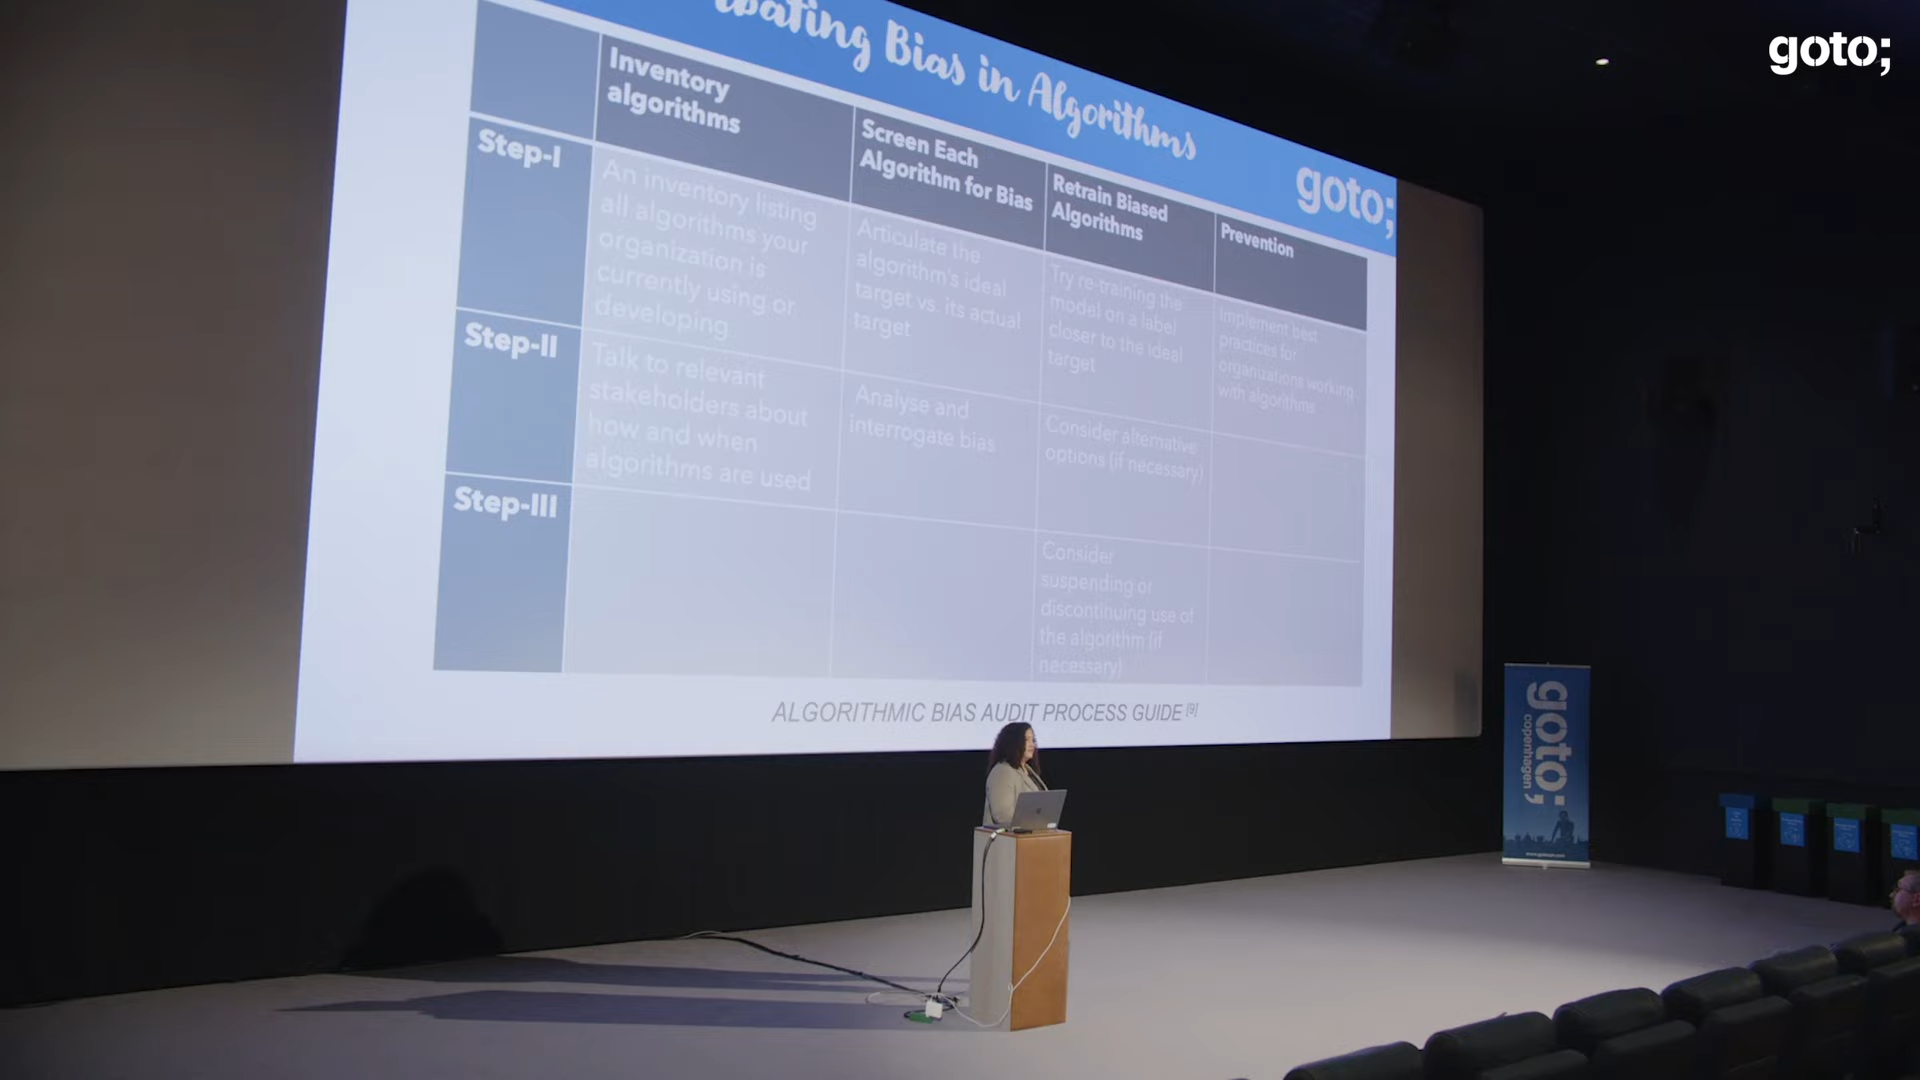 goto;
Bias in Algorithms
goto;
Inventory
algorithms
Screen Each
Algorithm for Bias
Retrain Biased
Algorithms
Prevention
Step-I
An inventory listing
all algorithms your
organization is
currently using or
developing
Articulate the
algorithm's ideal
target vs. its actual
target
Try re-training the
model on a label
closer to the ideal
target
Implement best
practices for
organizations working
with algorithms
Step-II
Talk to relevant
stakeholders about
how and when
algorithms are used
Analyse and
interrogate bias
Consider alternative
options (if necessary)
Step-III
Consider
suspending or
discontinuing use of
the algorithm (if
necessary)
ALGORITHMIC BIAS AUDIT PROCESS GUIDE [9]
goto;
copenhagen